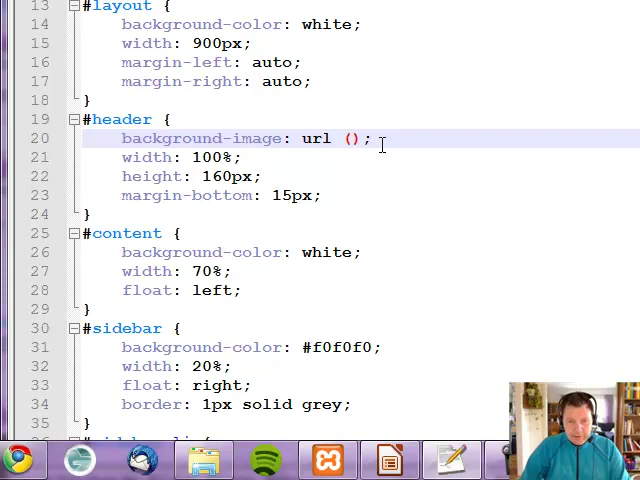 13 #layout {
14 background-color: white;
15 width: 900px;
16 margin-left: auto;
17 margin-right: auto;
18 }
19 #header {
20 background-image: url ();
21 width: 100%;
22 height: 160px;
23 margin-bottom: 15px;
24 }
25 #content {
26 background-color: white;
27 width: 70%;
28 float: left;
29 }
30 #sidebar {
31 background-color: #f0f0f0;
32 width: 20%;
33 float: right;
34 border: 1px solid grey;
35 }